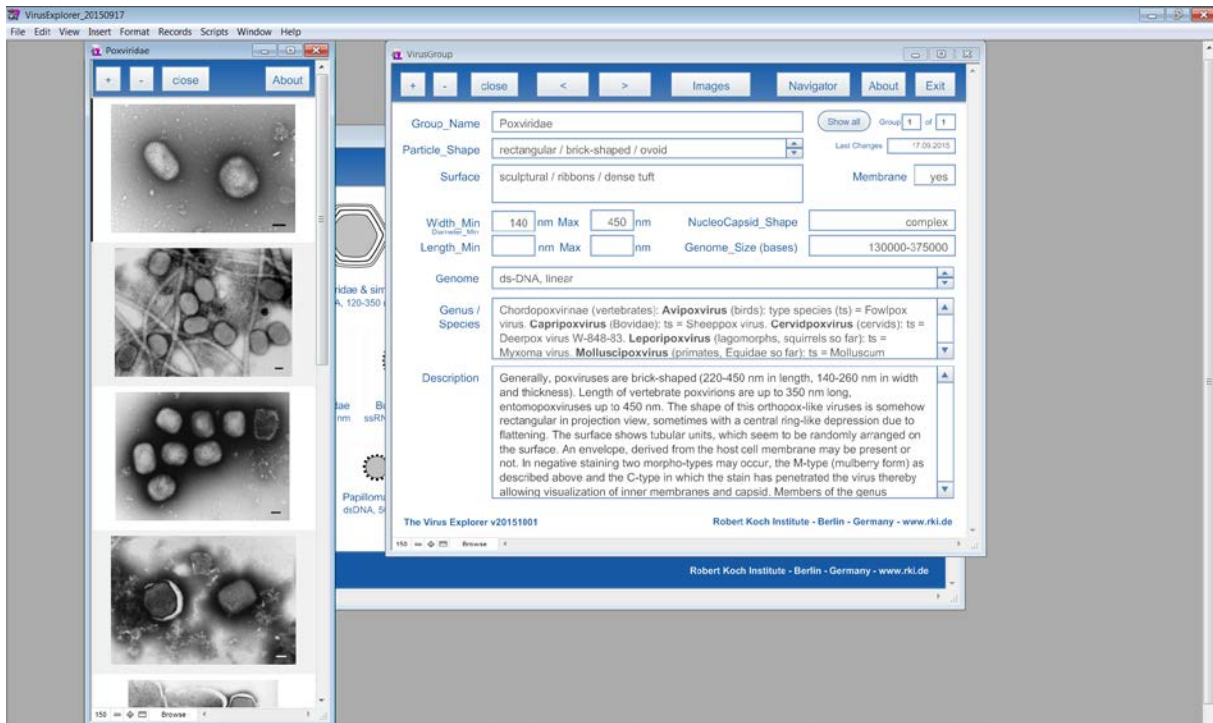 VirusExplorer_20150917
File Edit View Insert Format Records Scripts Window Help
Poxviridae
+ - close About
150 Browse
VirusGroup
+ - close < > Images Navigator About Exit
Group_Name Poxviridae Show all Group 1 of 1
Particle_Shape rectangular / brick-shaped / ovoid Last Changes 17.09.2015
Surface sculptural / ribbons / dense tuft Membrane yes
Width_Min 140 nm Max 450 nm NucleoCapsid_Shape complex
Diameter_Min
Length_Min nm Max nm Genome_Size (bases) 130000-375000
Genome ds-DNA, linear
Genus / Species
Chordopoxvirinae (vertebrates): Avipoxvirus (birds): type species (ts) = Fowlpox
virus. Capripoxvirus (Bovidae): ts = Sheeppox virus. Cervidpoxvirus (cervids): ts =
Deerpox virus W-848-83. Leporipoxvirus (lagomorphs, squirrels so far): ts =
Myxoma virus. Molluscipoxvirus (primates, Equidae so far): ts = Molluscum
Description
Generally, poxviruses are brick-shaped (220-450 nm in length, 140-260 nm in width
and thickness). Length of vertebrate poxvirions are up to 350 nm long,
entomopoxviruses up to 450 nm. The shape of this orthopox-like viruses is somehow
rectangular in projection view, sometimes with a central ring-like depression due to
flattening. The surface shows tubular units, which seem to be randomly arranged on
the surface. An envelope, derived from the host cell membrane may be present or
not. In negative staining two morpho-types may occur, the M-type (mulberry form) as
described above and the C-type in which the stain has penetrated the virus thereby
allowing visualization of inner membranes and capsid. Members of the genus
The Virus Explorer v20151001 Robert Koch Institute - Berlin - Germany - www.rki.de
150 Browse
ridae & sim
A, 120-350
dae B
nm ssRN
Papilloma
dsDNA, 5
Robert Koch Institute - Berlin - Germany - www.rki.de